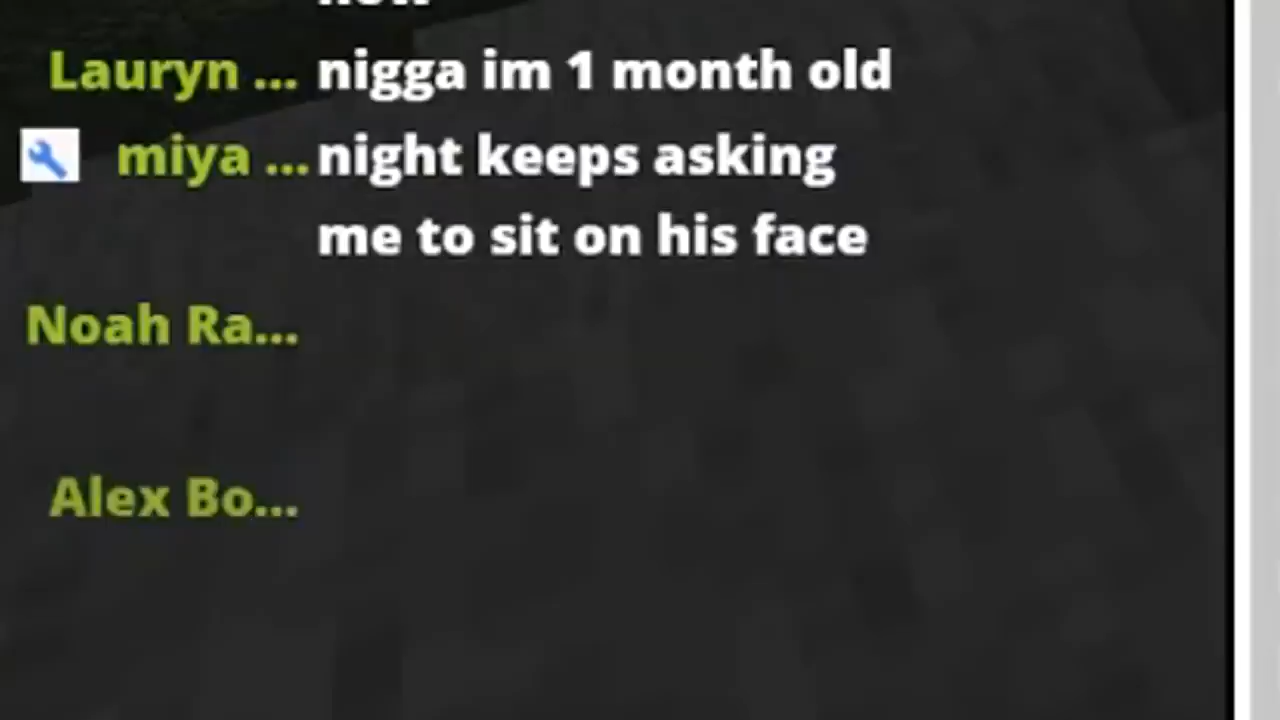 Lauryn ... nigga im 1 month old
miya ... night keeps asking
me to sit on his face
Noah Ra...
Alex Bo...